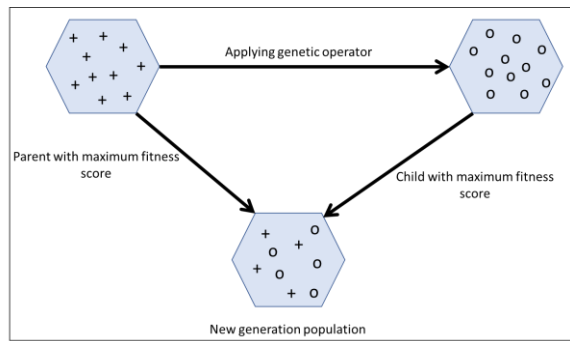 Applying genetic operator
Parent with maximum fitness
score
Child with maximum fitness
score
New generation population